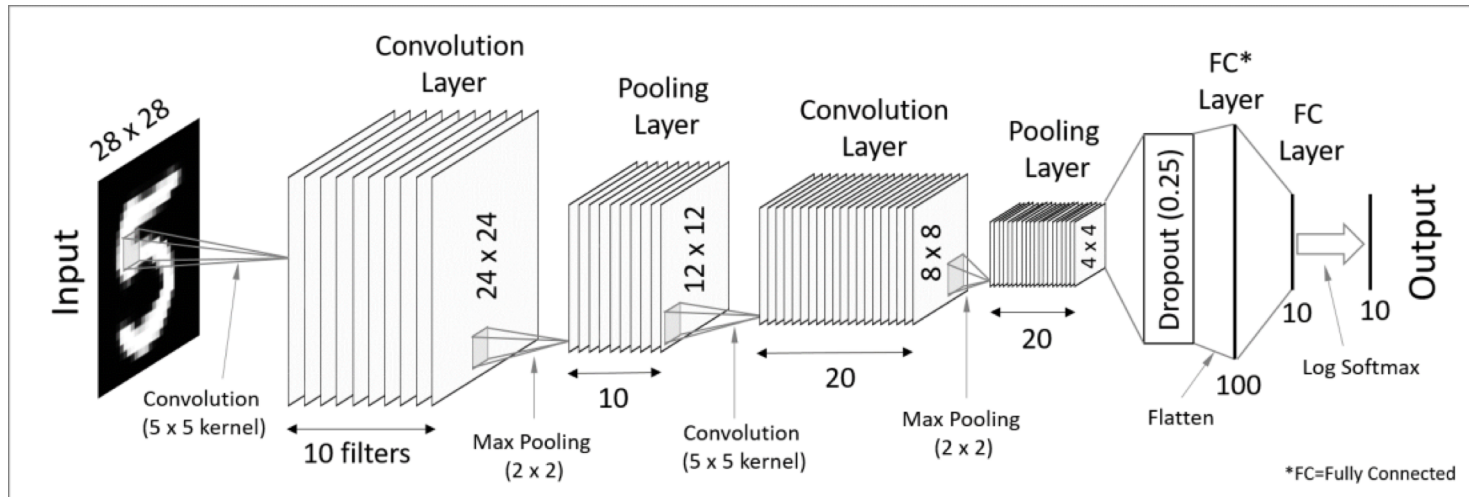 Input
28 x 28
Convolution
(5 x 5 kernel)
Convolution
Layer
24 x 24
10 filters
Max Pooling
(2 x 2)
Pooling
Layer
12 x 12
10
Convolution
(5 x 5 kernel)
Convolution
Layer
8 x 8
20
Max Pooling
(2 x 2)
Pooling
Layer
4 x 4
20
Dropout (0.25)
Flatten
FC*
Layer
100
FC
Layer
10
Log Softmax
10
Output
*FC=Fully Connected